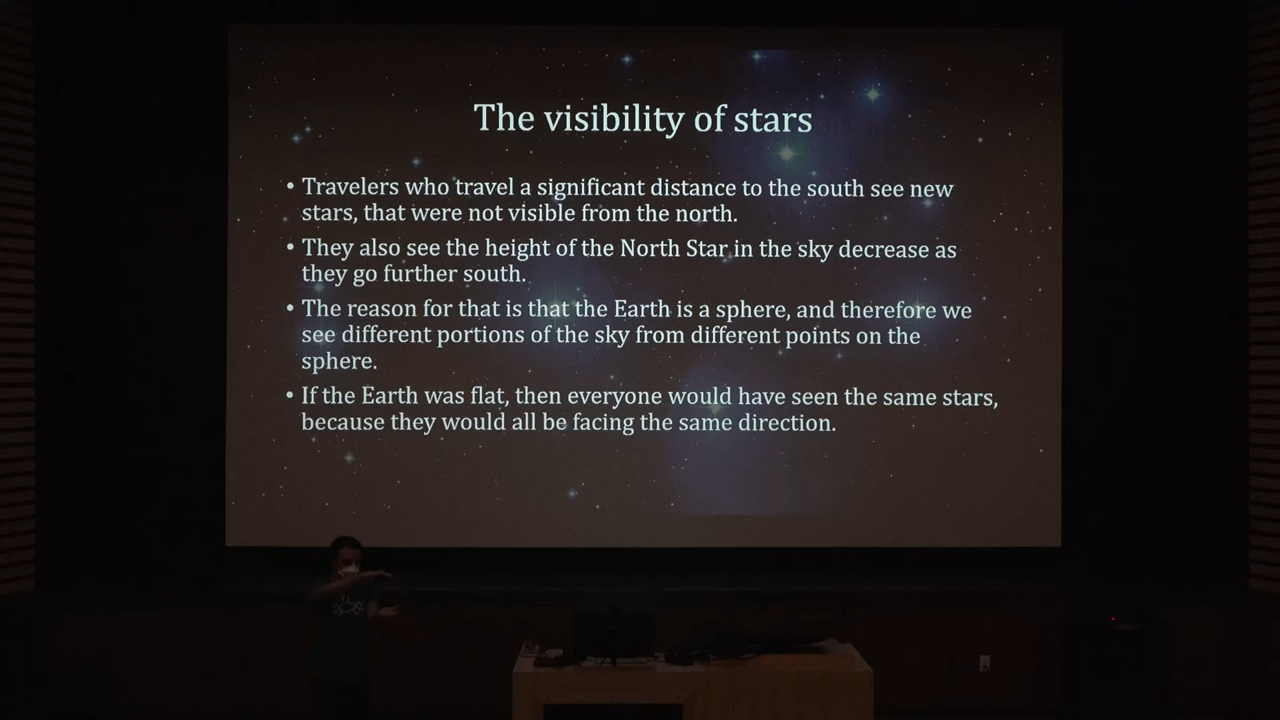 The visibility of stars
• Travelers who travel a significant distance to the south see new
stars, that were not visible from the north.
• They also see the height of the North Star in the sky decrease as
they go further south.
• The reason for that is that the Earth is a sphere, and therefore we
see different portions of the sky from different points on the
sphere.
• If the Earth was flat, then everyone would have seen the same stars,
because they would all be facing the same direction.